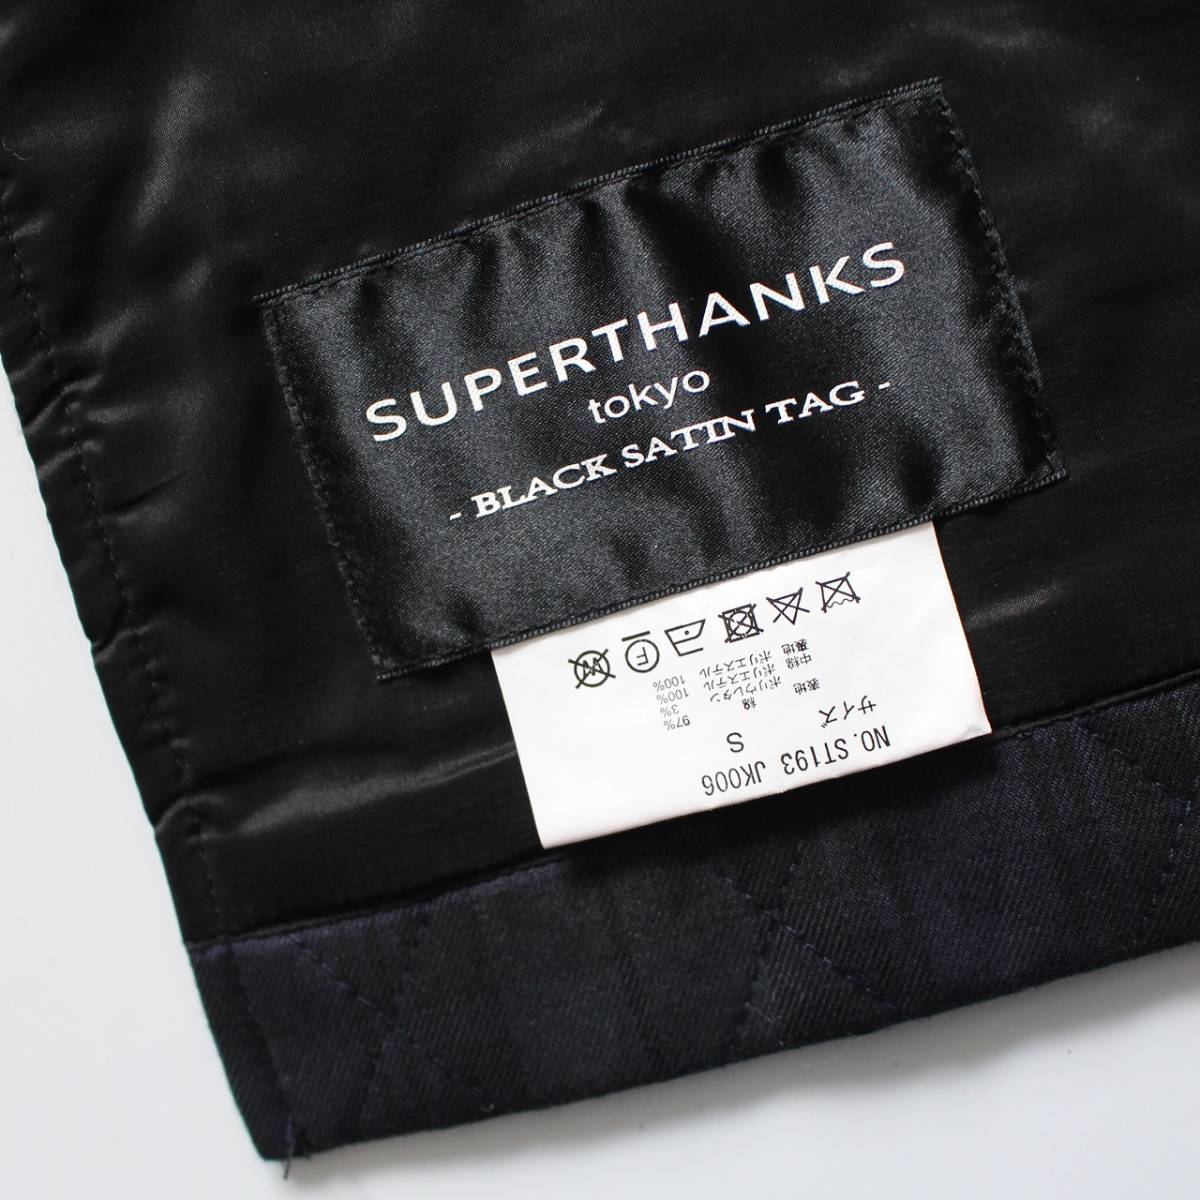 SUPERTHANKS
tokyo
- BLACK SATIN TAG -
NO. ST193 JK006
サイズ S
表地 綿 97%
ポリウレタン 3%
中綿 ポリエステル 100%
裏地 ポリエステル 100%
F
W